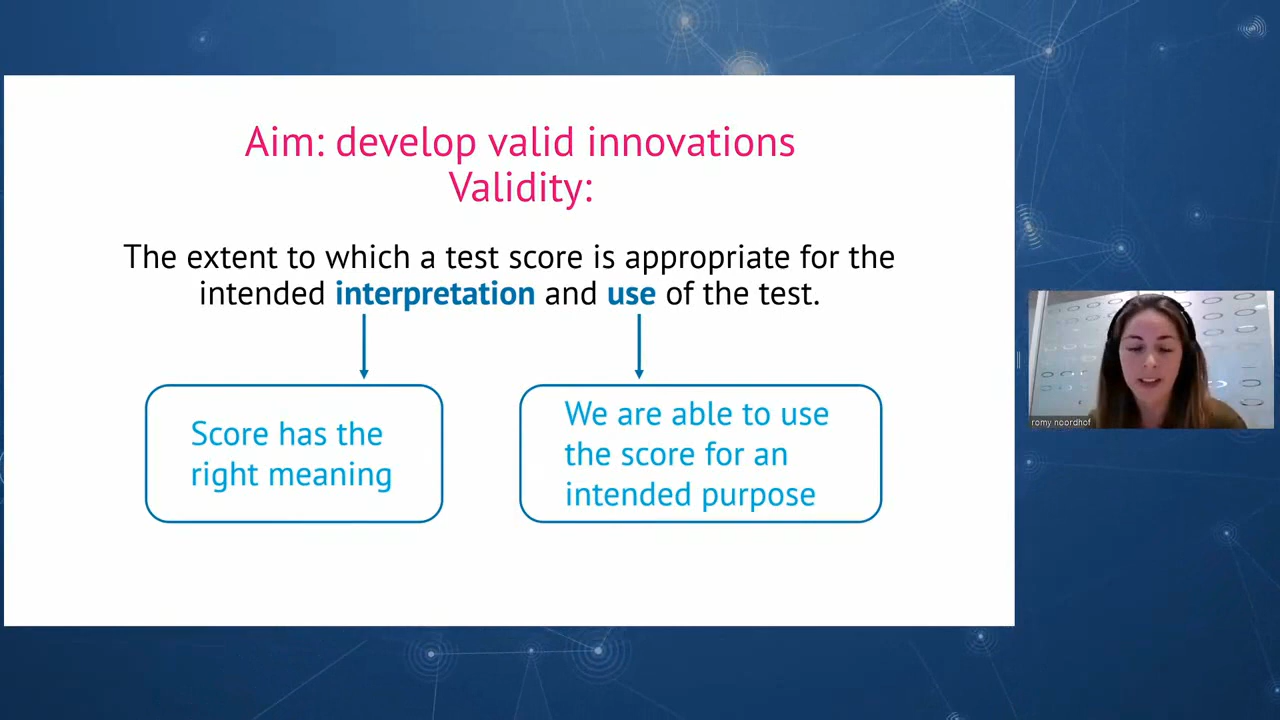 Aim: develop valid innovations
Validity:
The extent to which a test score is appropriate for the
intended interpretation and use of the test.
Score has the
right meaning
We are able to use
the score for an
intended purpose
romy noordhof